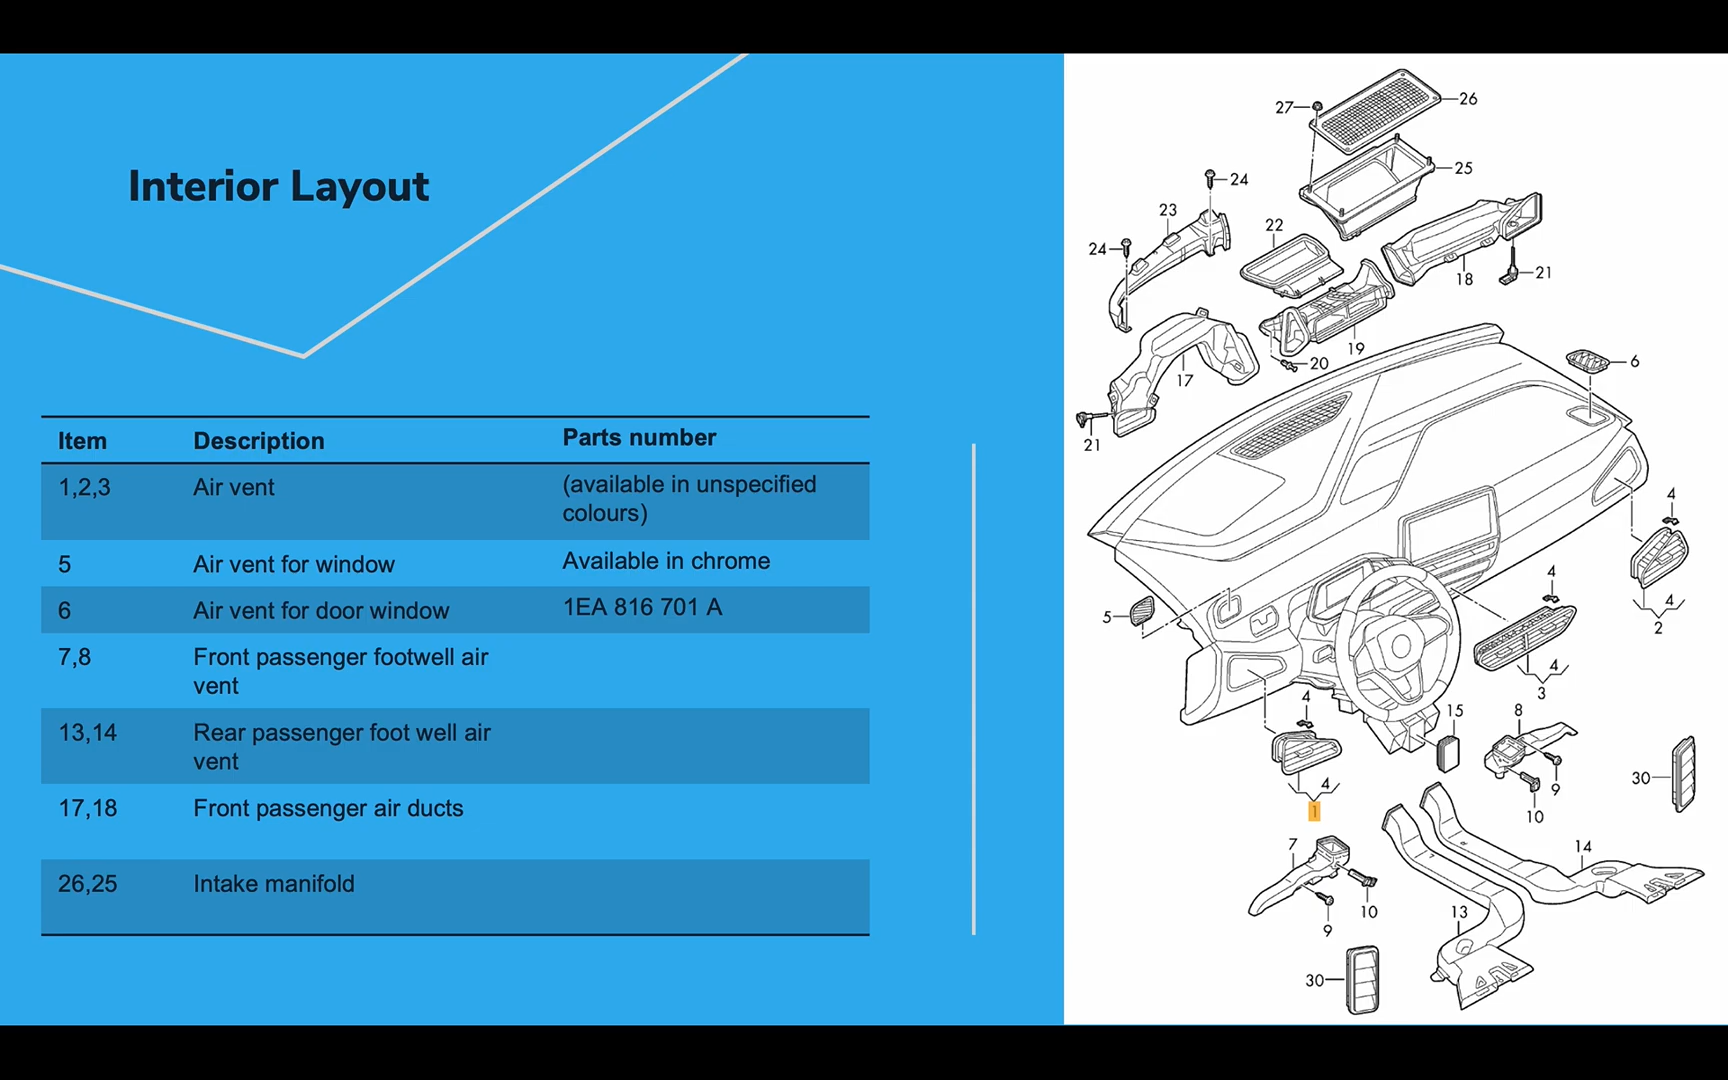 Interior Layout
Item Description Parts number
1,2,3 Air vent (available in unspecified
colours)
5 Air vent for window Available in chrome
6 Air vent for door window 1EA 816 701 A
7,8 Front passenger footwell air
vent
13,14 Rear passenger foot well air
vent
17,18 Front passenger air ducts
26,25 Intake manifold
27 26
25
24
23
24
22
18
21
19
20
17
21
6
4
4
2
5
4
4
3
4
4
1
15
8
9
10
30
7
10
9
14
13
30